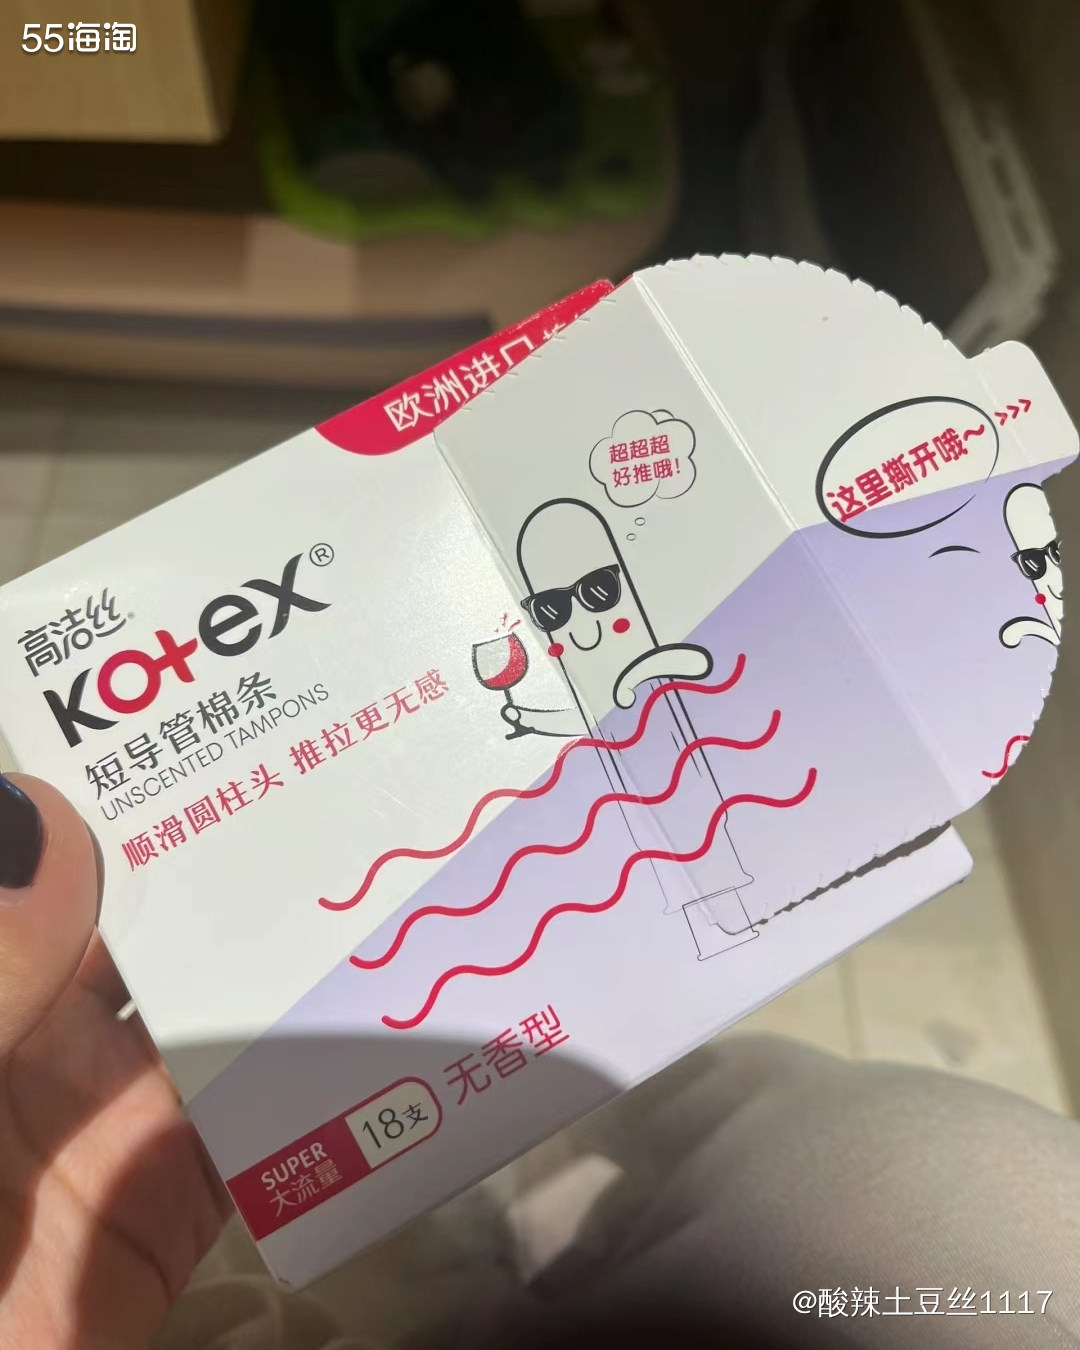 55海淘
欧洲进口
超超超
好推哦!
这里撕开哦~ >>>
高洁丝®
Kotex®
短导管棉条
UNSCENTED TAMPONS
顺滑圆柱头 推拉更无感
无香型
SUPER
大流量
18支
@酸辣土豆丝1117